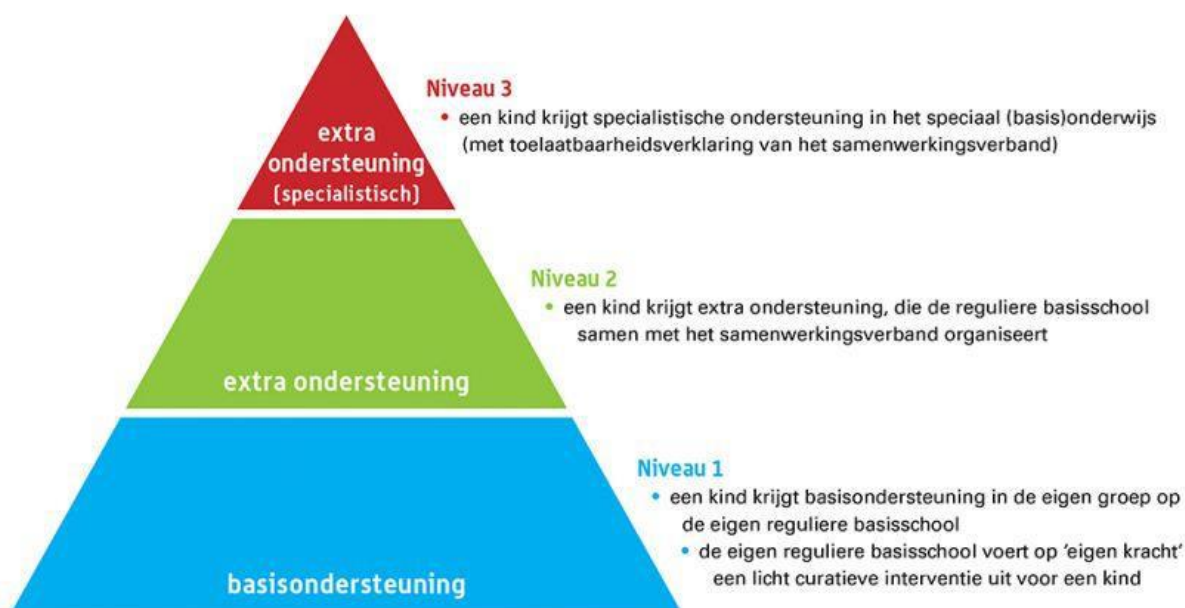 Niveau 3
• een kind krijgt specialistische ondersteuning in het speciaal (basis)onderwijs
(met toelaatbaarheidsverklaring van het samenwerkingsverband)
extra
ondersteuning
(specialistisch)
Niveau 2
• een kind krijgt extra ondersteuning, die de reguliere basisschool
samen met het samenwerkingsverband organiseert
extra ondersteuning
Niveau 1
• een kind krijgt basisondersteuning in de eigen groep op
de eigen reguliere basisschool
• de eigen reguliere basisschool voert op ‘eigen kracht’
een licht curatieve interventie uit voor een kind
basisondersteuning